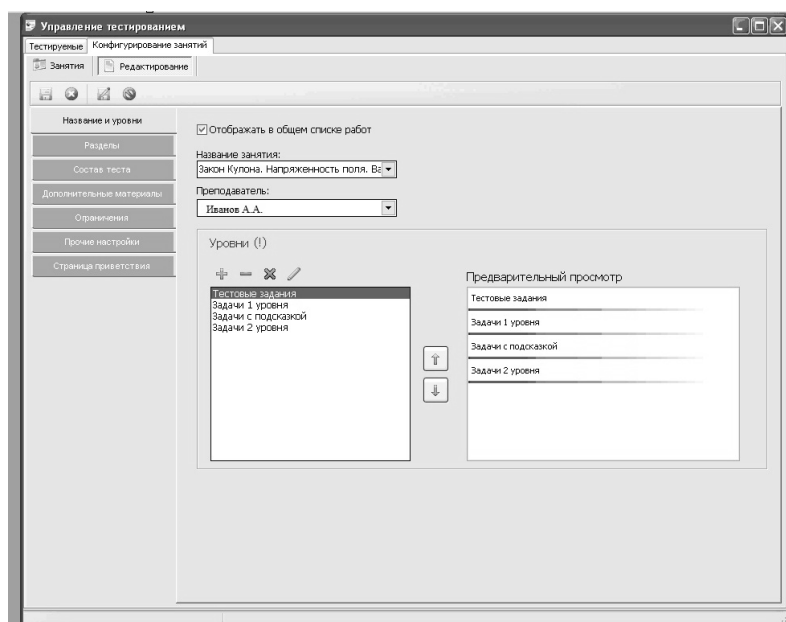 Управление тестированием
Тестируемые Конфигурирование занятий
Занятия Редактирование
Название и уровни
Разделы
Состав теста
Дополнительные материалы
Ограничения
Прочие настройки
Страница приветствия
Отображать в общем списке работ
Название занятия:
Закон Кулона. Напряженность поля. Ва
Преподаватель:
Иванов А.А.
Уровни (!)
Тестовые задания
Задачи 1 уровня
Задачи с подсказкой
Задачи 2 уровня
Предварительный просмотр
Тестовые задания
Задачи 1 уровня
Задачи с подсказкой
Задачи 2 уровня